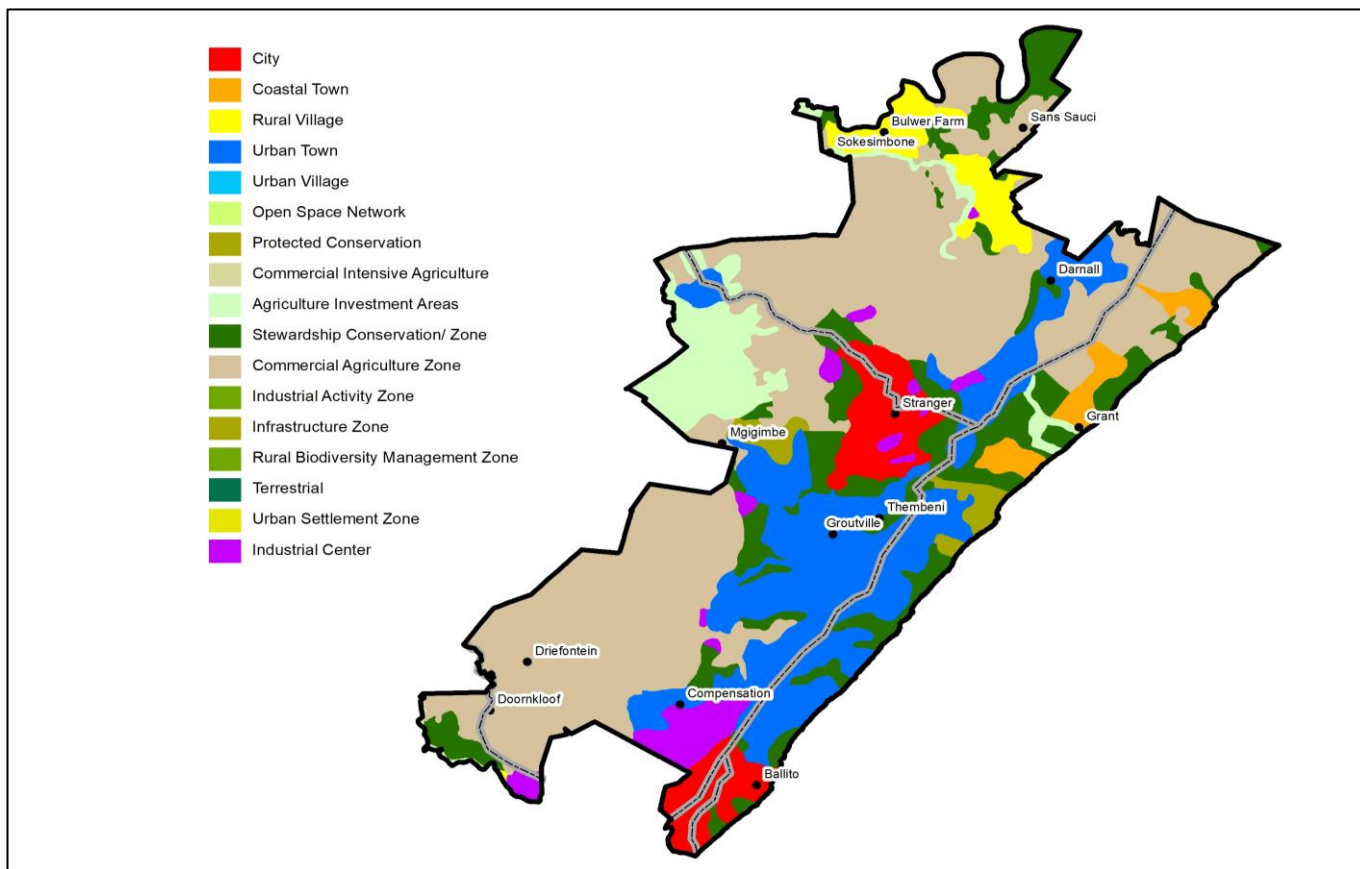 City
Coastal Town
Rural Village
Urban Town
Urban Village
Open Space Network
Protected Conservation
Commercial Intensive Agriculture
Agriculture Investment Areas
Stewardship Conservation/ Zone
Commercial Agriculture Zone
Industrial Activity Zone
Infrastructure Zone
Rural Biodiversity Management Zone
Terrestrial
Urban Settlement Zone
Industrial Center
Bulwer Farm
Sans Sauci
Sokesimbone
Darnall
Stranger
Grant
Mgigimbe
Thembeni
Groutville
Driefontein
Doornkloof
Compensation
Ballito